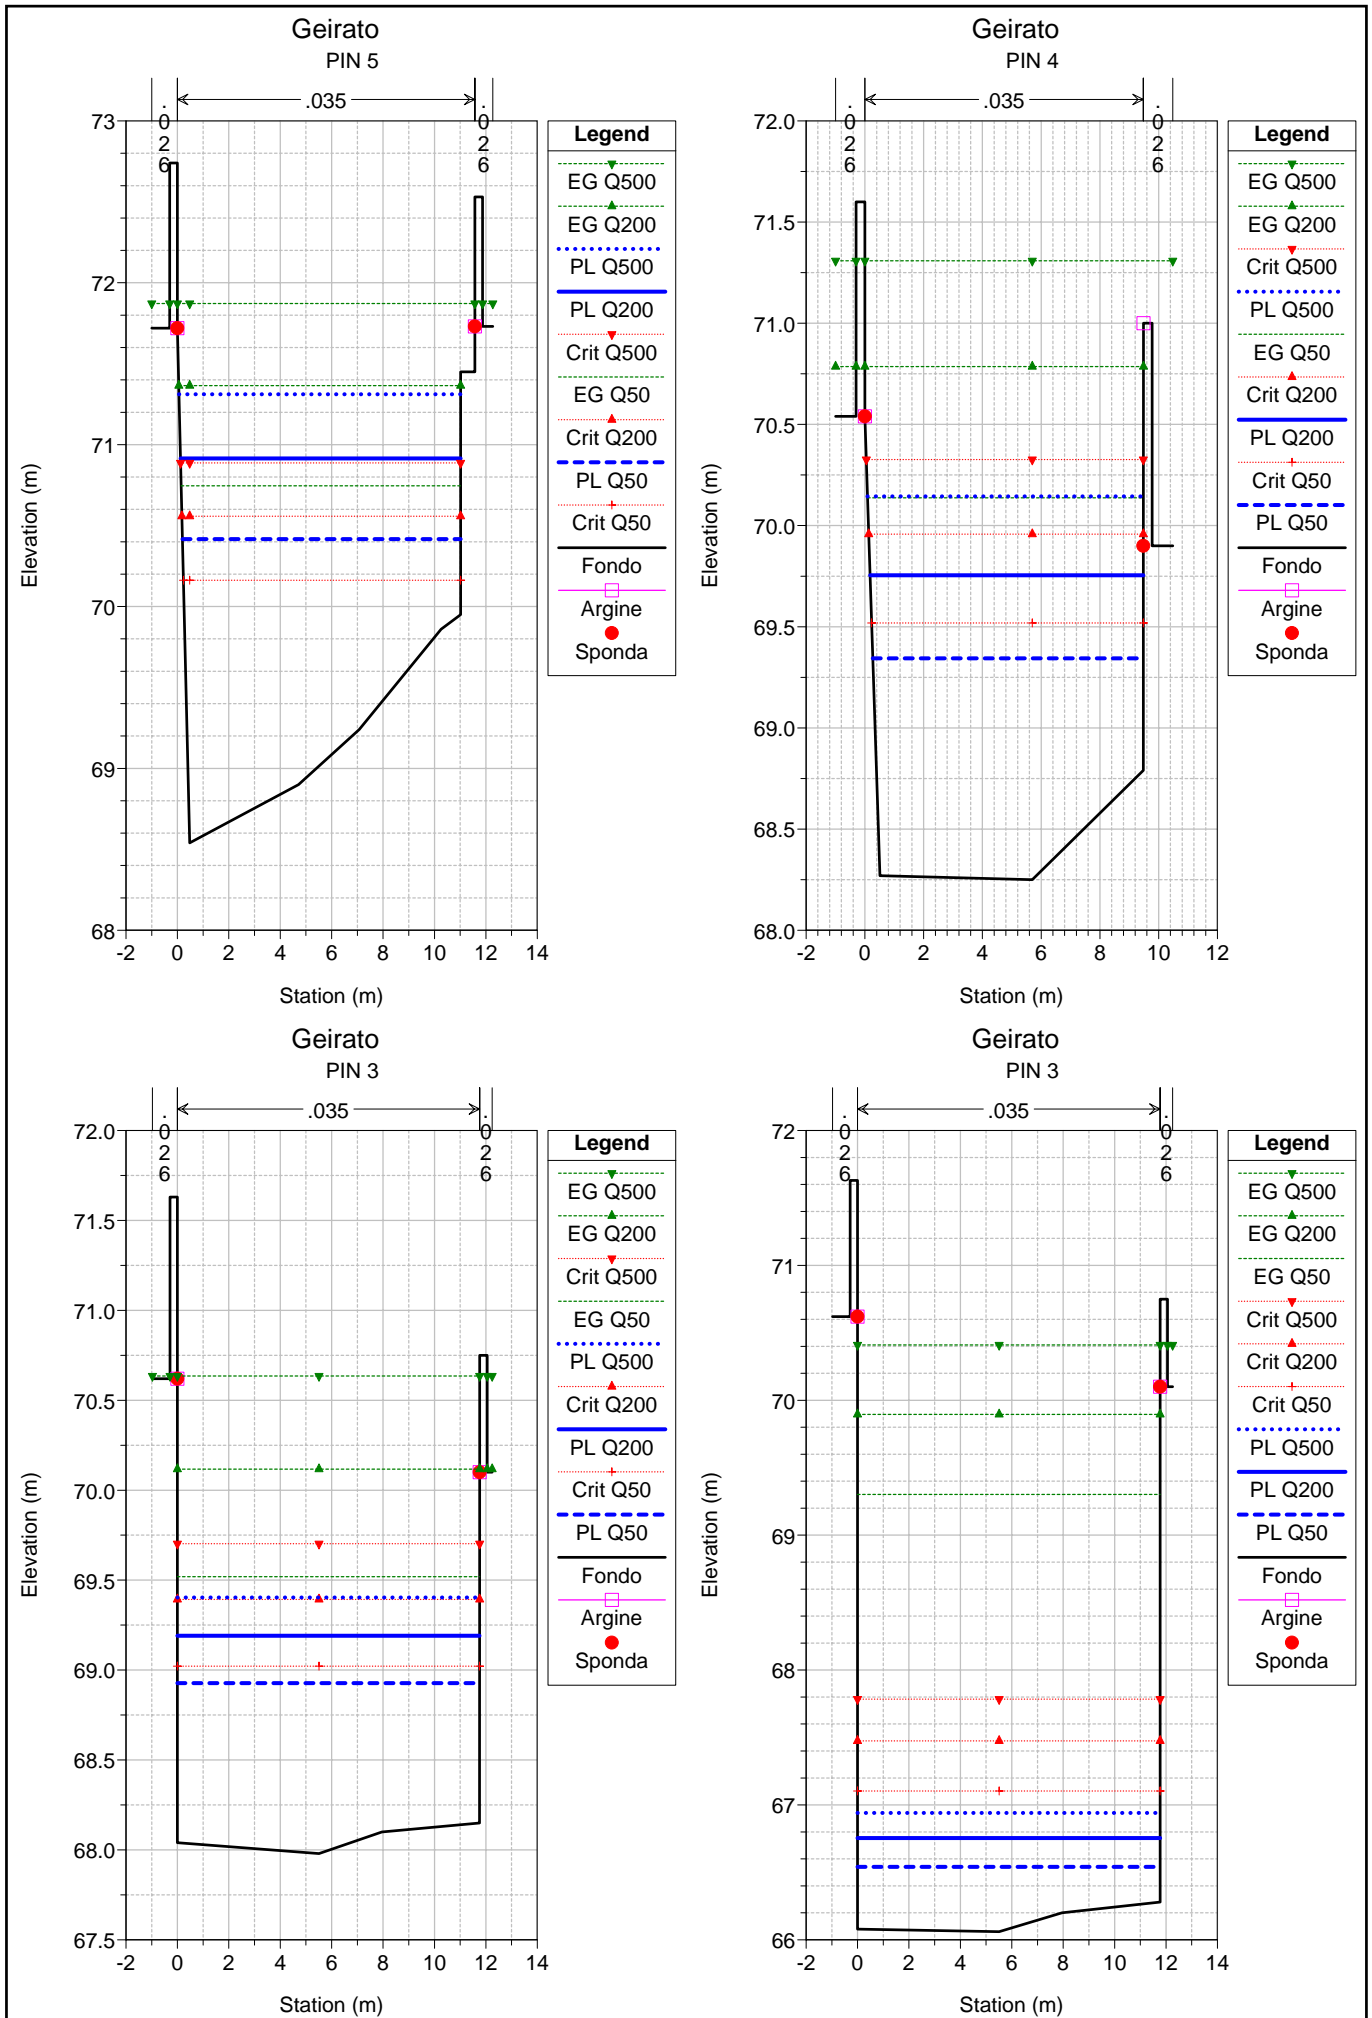 Geirato
PIN 5
.026
.035
.026
73
72
71
70
69
68
-2
0
2
4
6
8
10
12
14
Elevation (m)
Station (m)
Legend
EG Q500
EG Q200
PL Q500
PL Q200
Crit Q500
EG Q50
Crit Q200
PL Q50
Crit Q50
Fondo
Argine
Sponda
Geirato
PIN 4
.026
.035
.026
72.0
71.5
71.0
70.5
70.0
69.5
69.0
68.5
68.0
-2
0
2
4
6
8
10
12
Elevation (m)
Station (m)
Legend
EG Q500
EG Q200
Crit Q500
PL Q500
EG Q50
Crit Q200
PL Q200
Crit Q50
PL Q50
Fondo
Argine
Sponda
Geirato
PIN 3
.026
.035
.026
72.0
71.5
71.0
70.5
70.0
69.5
69.0
68.5
68.0
67.5
-2
0
2
4
6
8
10
12
14
Elevation (m)
Station (m)
Legend
EG Q500
EG Q200
Crit Q500
EG Q50
PL Q500
Crit Q200
PL Q200
Crit Q50
PL Q50
Fondo
Argine
Sponda
Geirato
PIN 3
.026
.035
.026
72
71
70
69
68
67
66
-2
0
2
4
6
8
10
12
14
Elevation (m)
Station (m)
Legend
EG Q500
EG Q200
EG Q50
Crit Q500
Crit Q200
Crit Q50
PL Q500
PL Q200
PL Q50
Fondo
Argine
Sponda